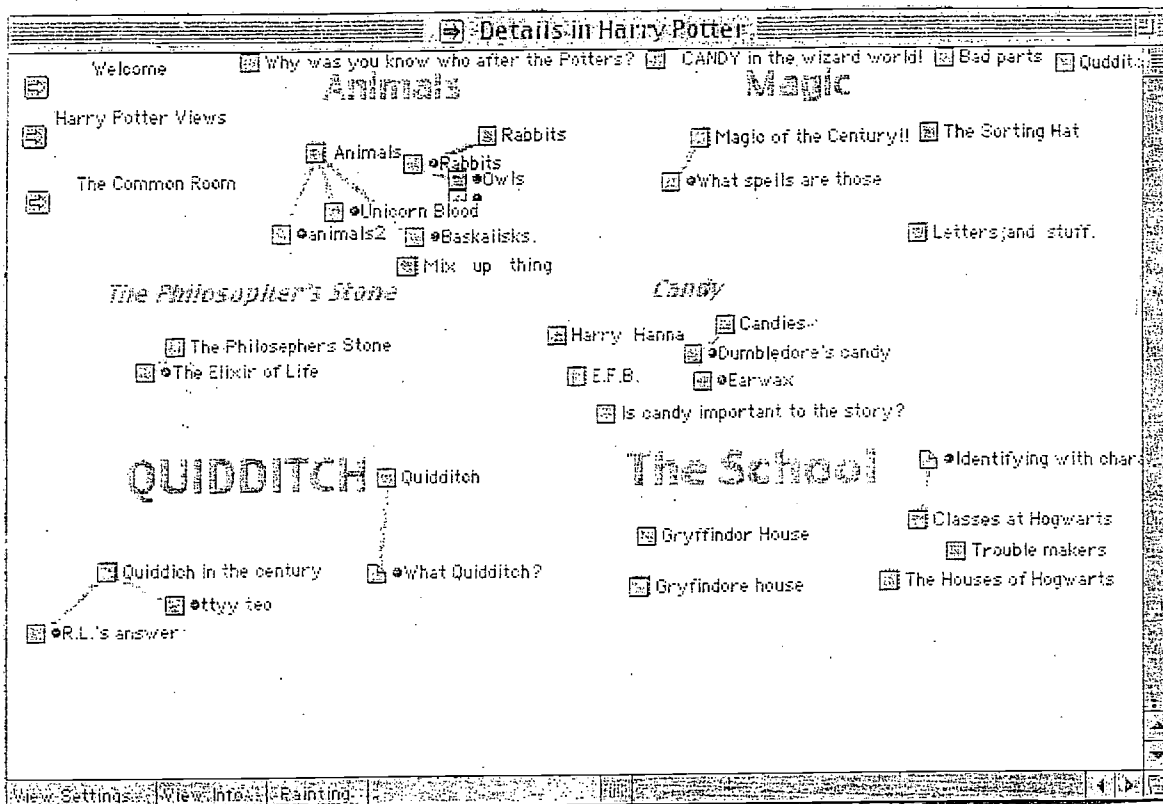 Details in Harry Potter
Welcome
Why was you know who after the Potters?
CANDY in the wizard world!
Bad parts
Quddit
Animals
Magic
Harry Potter Views
The Common Room
Animals
Rabbits
Rabbits
Owls
Unicorn Blood
animals2
Baskalisks.
Mix up thing
Magic of the Century!!
The Sorting Hat
What spells are those
Letters and stuff.
The Philosopher's Stone
Candy
The Philosephers Stone
The Elixir of Life
Harry Hanna
Candies
Dumbledore's candy
E.F.B.
Earwax
Is candy important to the story?
QUIDDITCH
Quidditch
The School
Identifying with char
Gryffindor House
Classes at Hogwarts
Trouble makers
Quiddich in the century
What Quidditch?
Gryfindore house
The Houses of Hogwarts
ttyy teo
R.L.'s answer
View Settings
View Info
Painting